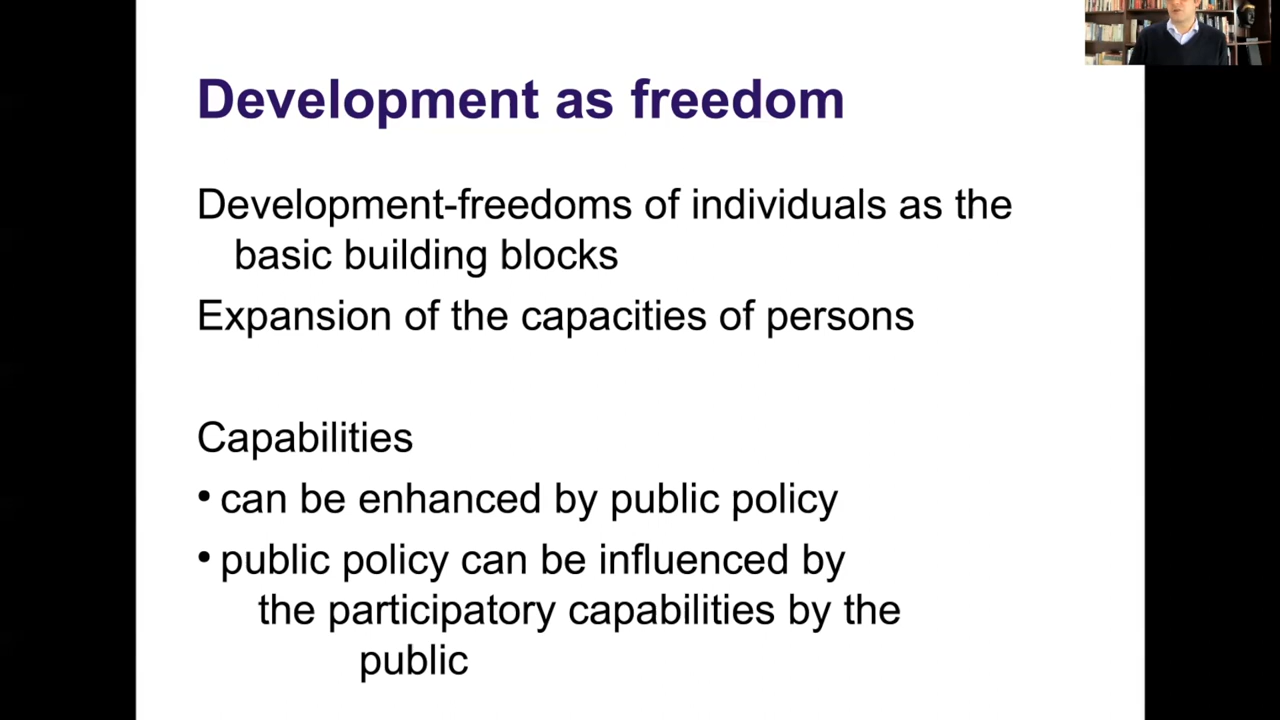 Development as freedom
Development-freedoms of individuals as the
basic building blocks
Expansion of the capacities of persons
Capabilities
• can be enhanced by public policy
• public policy can be influenced by
the participatory capabilities by the
public